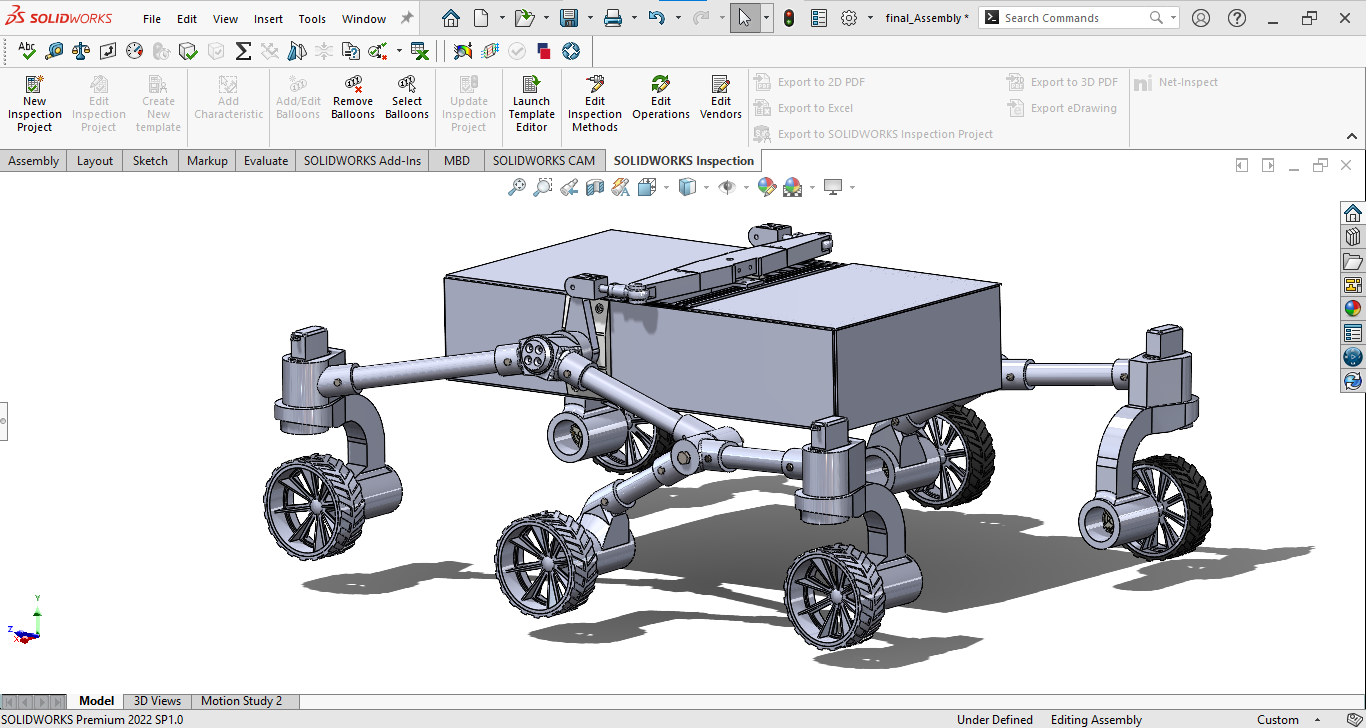 SOLIDWORKS File Edit View Insert Tools Window final_Assembly * Search Commands
Abc
New Inspection Project
Edit Inspection Project
Create New template
Add Characteristic
Add/Edit Balloons
Remove Balloons
Select Balloons
Update Inspection Project
Launch Template Editor
Edit Inspection Methods
Edit Operations
Edit Vendors
Export to 2D PDF
Export to Excel
Export to SOLIDWORKS Inspection Project
Export to 3D PDF
Export eDrawing
Net-Inspect
Assembly Layout Sketch Markup Evaluate SOLIDWORKS Add-Ins MBD SOLIDWORKS CAM SOLIDWORKS Inspection
Y
Z
X
Model 3D Views Motion Study 2
SOLIDWORKS Premium 2022 SP1.0 Under Defined Editing Assembly Custom